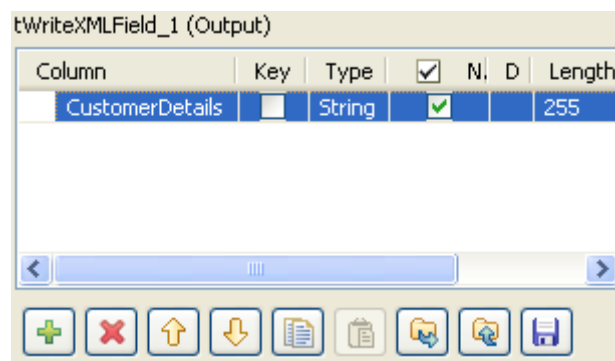 tWriteXMLField_1 (Output)
Column Key Type N. D Length
CustomerDetails String 255